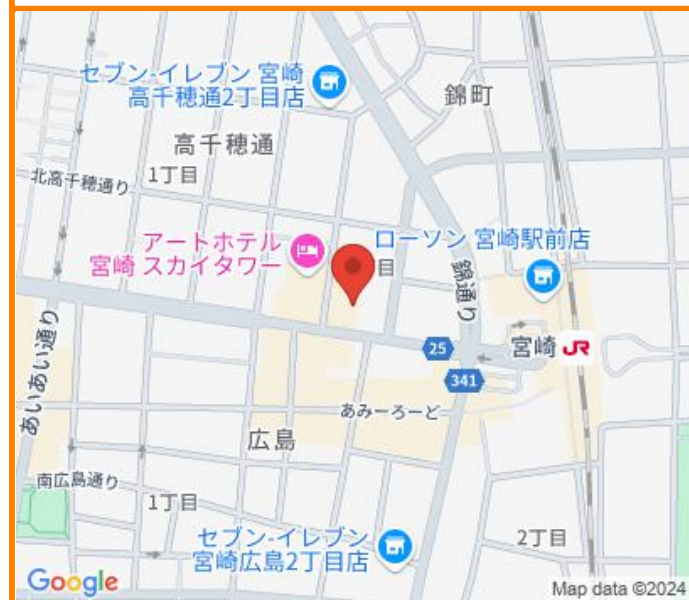 セブン-イレブン 宮崎
高千穂通2丁目店
錦町
高千穂通
1丁目
北高千穂通り
アートホテル
宮崎 スカイタワー
目
ローソン 宮崎駅前店
錦通り
あいあい通り
25
宮崎 JR
341
あみーろーど
広島
南広島通り
1丁目
セブン-イレブン
宮崎広島2丁目店
2丁目
Google
Map data ©2024